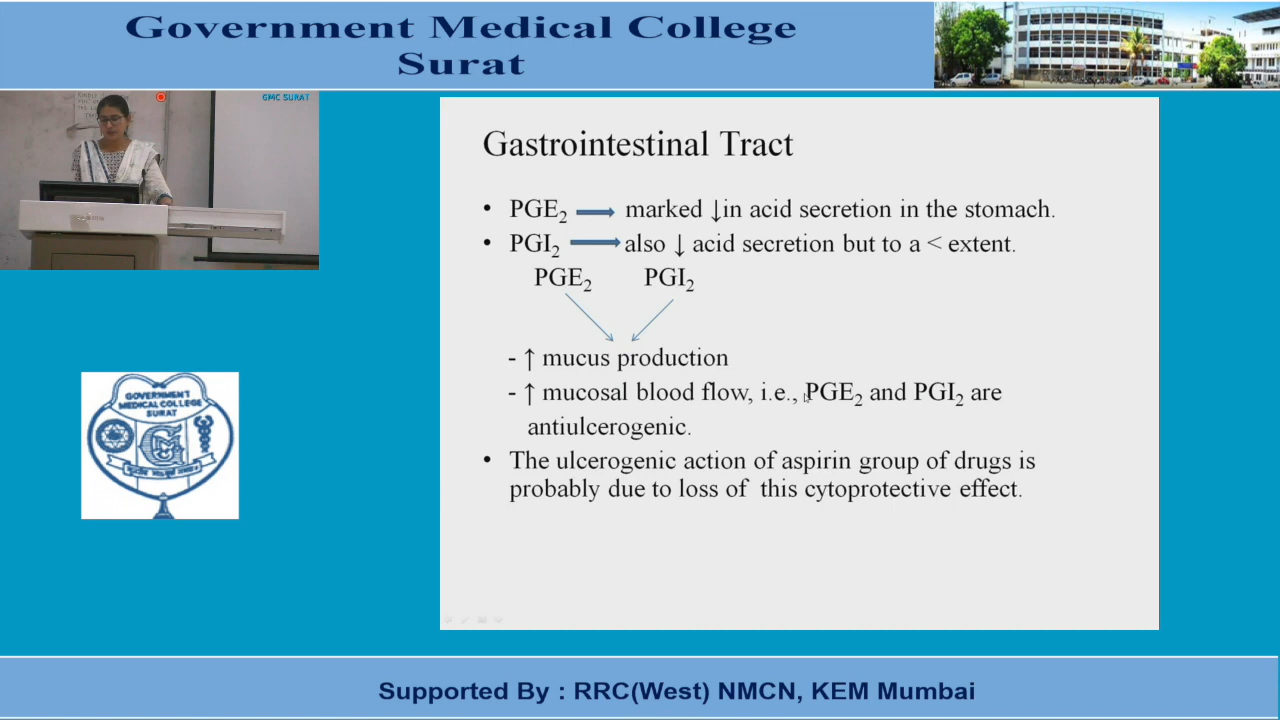 Government Medical College
Surat
GMC SURAT
Gastrointestinal Tract
• PGE₂ → marked ↓in acid secretion in the stomach.
• PGI₂ → also ↓ acid secretion but to a < extent.
PGE₂ PGI₂
- ↑ mucus production
- ↑ mucosal blood flow, i.e., PGE₂ and PGI₂ are
antiulcerogenic.
• The ulcerogenic action of aspirin group of drugs is
probably due to loss of this cytoprotective effect.
GOVERNMENT
MEDICAL COLLEGE
SURAT
Supported By : RRC(West) NMCN, KEM Mumbai